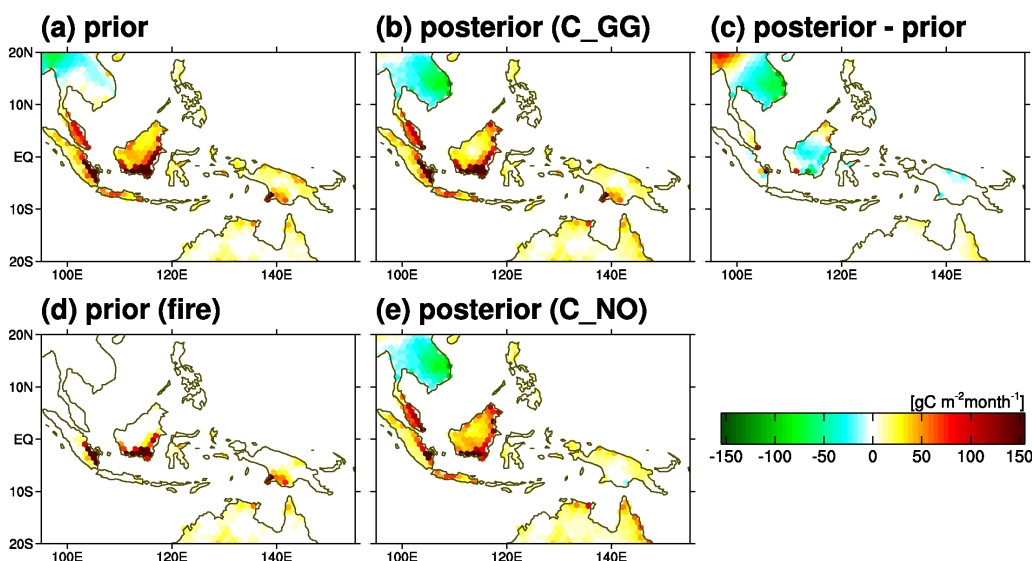 (a) prior
(b) posterior (C_GG)
(c) posterior - prior
20N
10N
EQ
10S
20S
100E 120E 140E
100E 120E 140E
100E 120E 140E
(d) prior (fire)
(e) posterior (C_NO)
20N
10N
EQ
10S
20S
100E 120E 140E
100E 120E 140E
[gC m⁻²month⁻¹]
-150 -100 -50 0 50 100 150